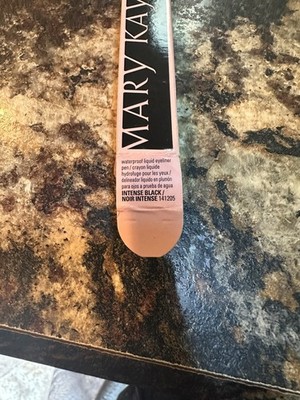 MARY KAY
waterproof liquid eyeliner
pen / crayon liquide
hydrofuge pour les yeux /
delineador líquido en plumón
para ojos a prueba de agua
INTENSE BLACK /
NOIR INTENSE 141205